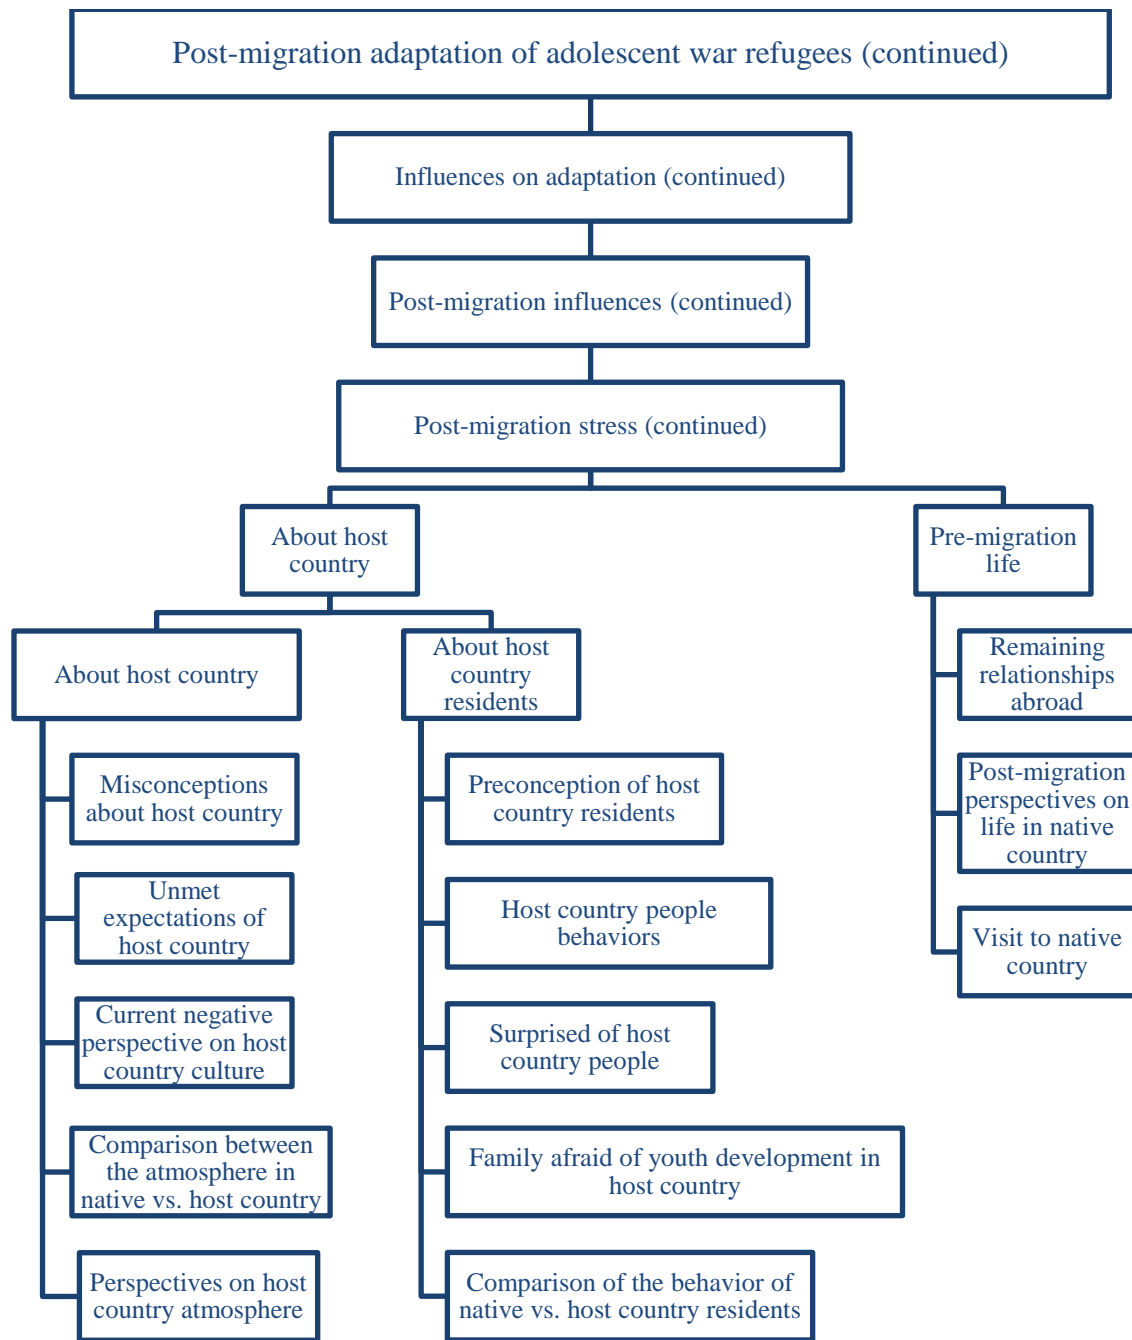 Post-migration adaptation of adolescent war refugees (continued)
Influences on adaptation (continued)
Post-migration influences (continued)
Post-migration stress (continued)
About host
country
Pre-migration
life
About host country
About host
country
residents
Remaining
relationships
abroad
Misconceptions
about host country
Preconception of host
country residents
Post-migration
perspectives on
life in native
country
Unmet
expectations of
host country
Host country people
behaviors
Visit to native
country
Current negative
perspective on host
country culture
Surprised of host
country people
Comparison between
the atmosphere in
native vs. host country
Family afraid of youth development in
host country
Perspectives on host
country atmosphere
Comparison of the behavior of
native vs. host country residents